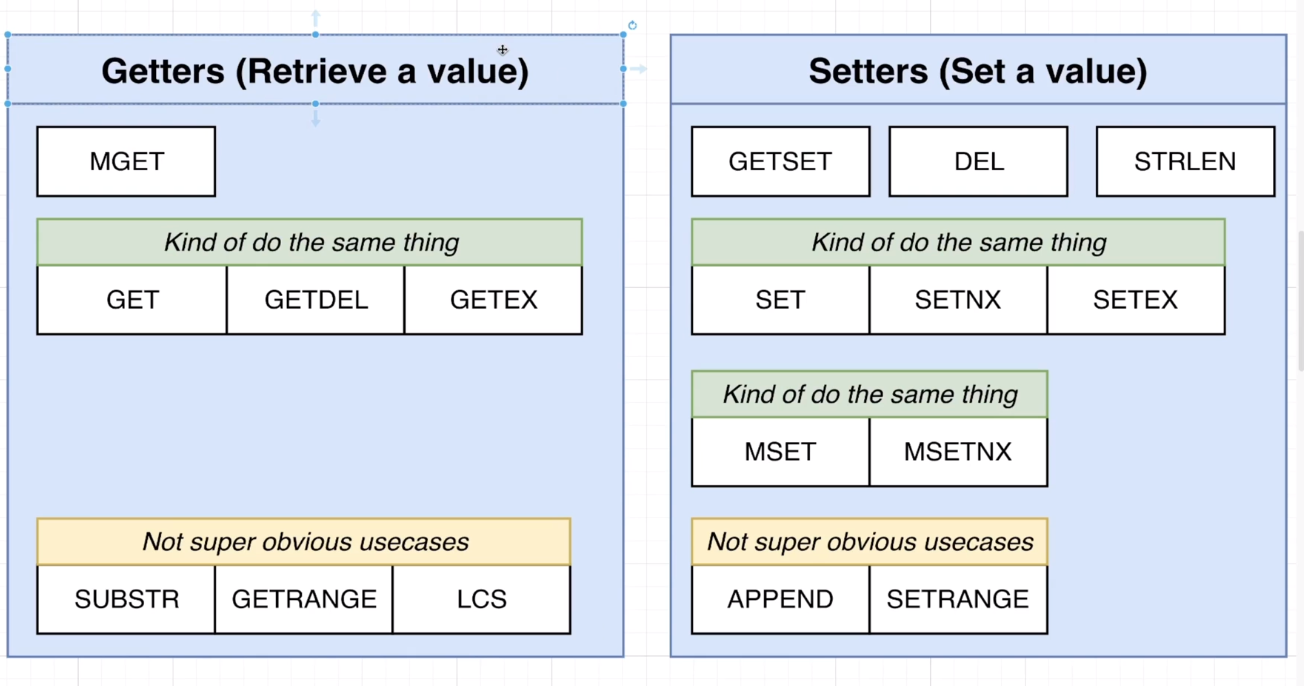 Getters (Retrieve a value)
MGET
Kind of do the same thing
GET
GETDEL
GETEX
Not super obvious usecases
SUBSTR
GETRANGE
LCS
Setters (Set a value)
GETSET
DEL
STRLEN
Kind of do the same thing
SET
SETNX
SETEX
Kind of do the same thing
MSET
MSETNX
Not super obvious usecases
APPEND
SETRANGE